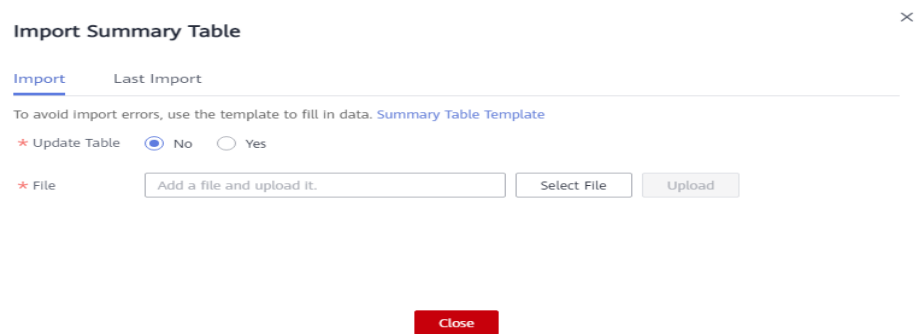 Import Summary Table
Import Last Import
To avoid import errors, use the template to fill in data. Summary Table Template
* Update Table No Yes
* File Add a file and upload it. Select File Upload
Close